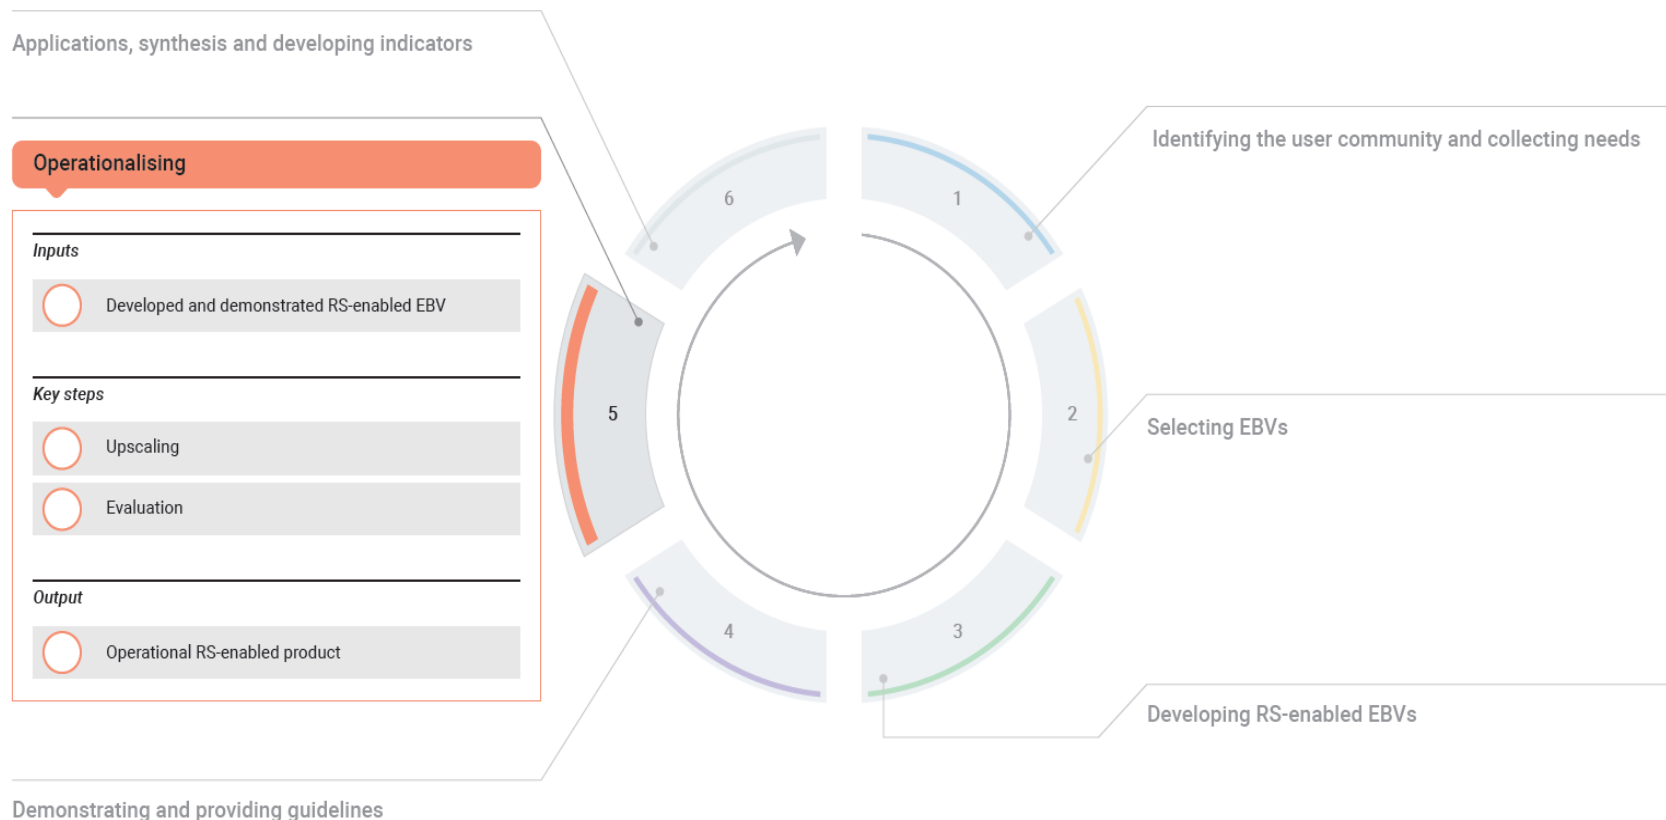 Applications, synthesis and developing indicators
Operationalising
Inputs
Developed and demonstrated RS-enabled EBV
Key steps
Upscaling
Evaluation
Output
Operational RS-enabled product
Demonstrating and providing guidelines
6
1
5
2
4
3
Identifying the user community and collecting needs
Selecting EBVs
Developing RS-enabled EBVs